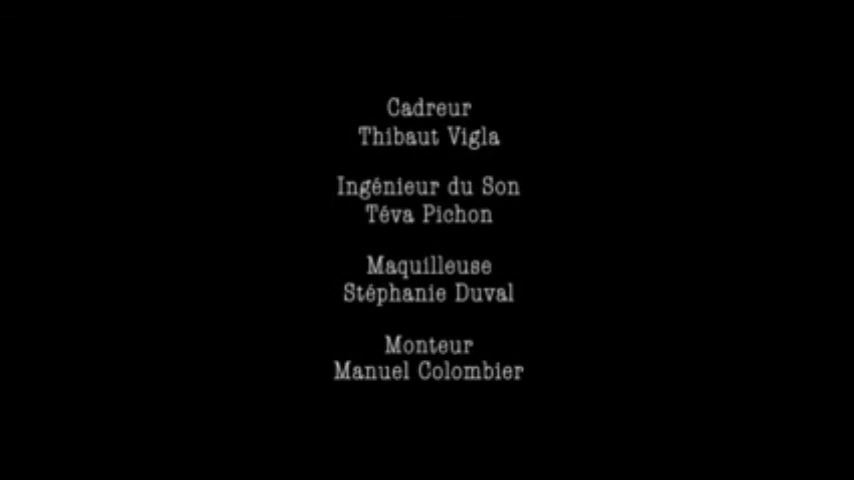 Cadreur
Thibaut Vigla
Ingénieur du Son
Téva Pichon
Maquilleuse
Stéphanie Duval
Monteur
Manuel Colombier